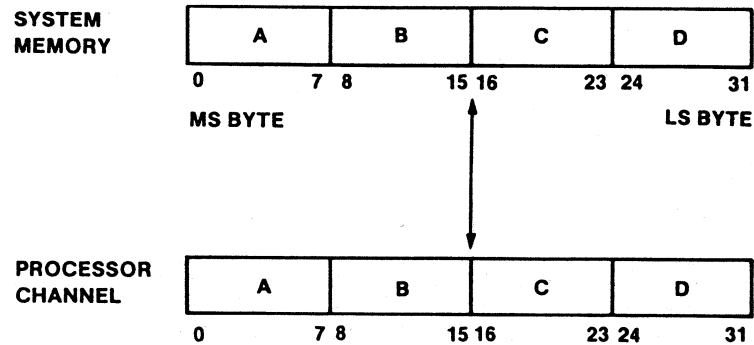 SYSTEM
MEMORY
A B C D
0 7 8 15 16 23 24 31
MS BYTE LS BYTE
PROCESSOR
CHANNEL
A B C D
0 7 8 15 16 23 24 31